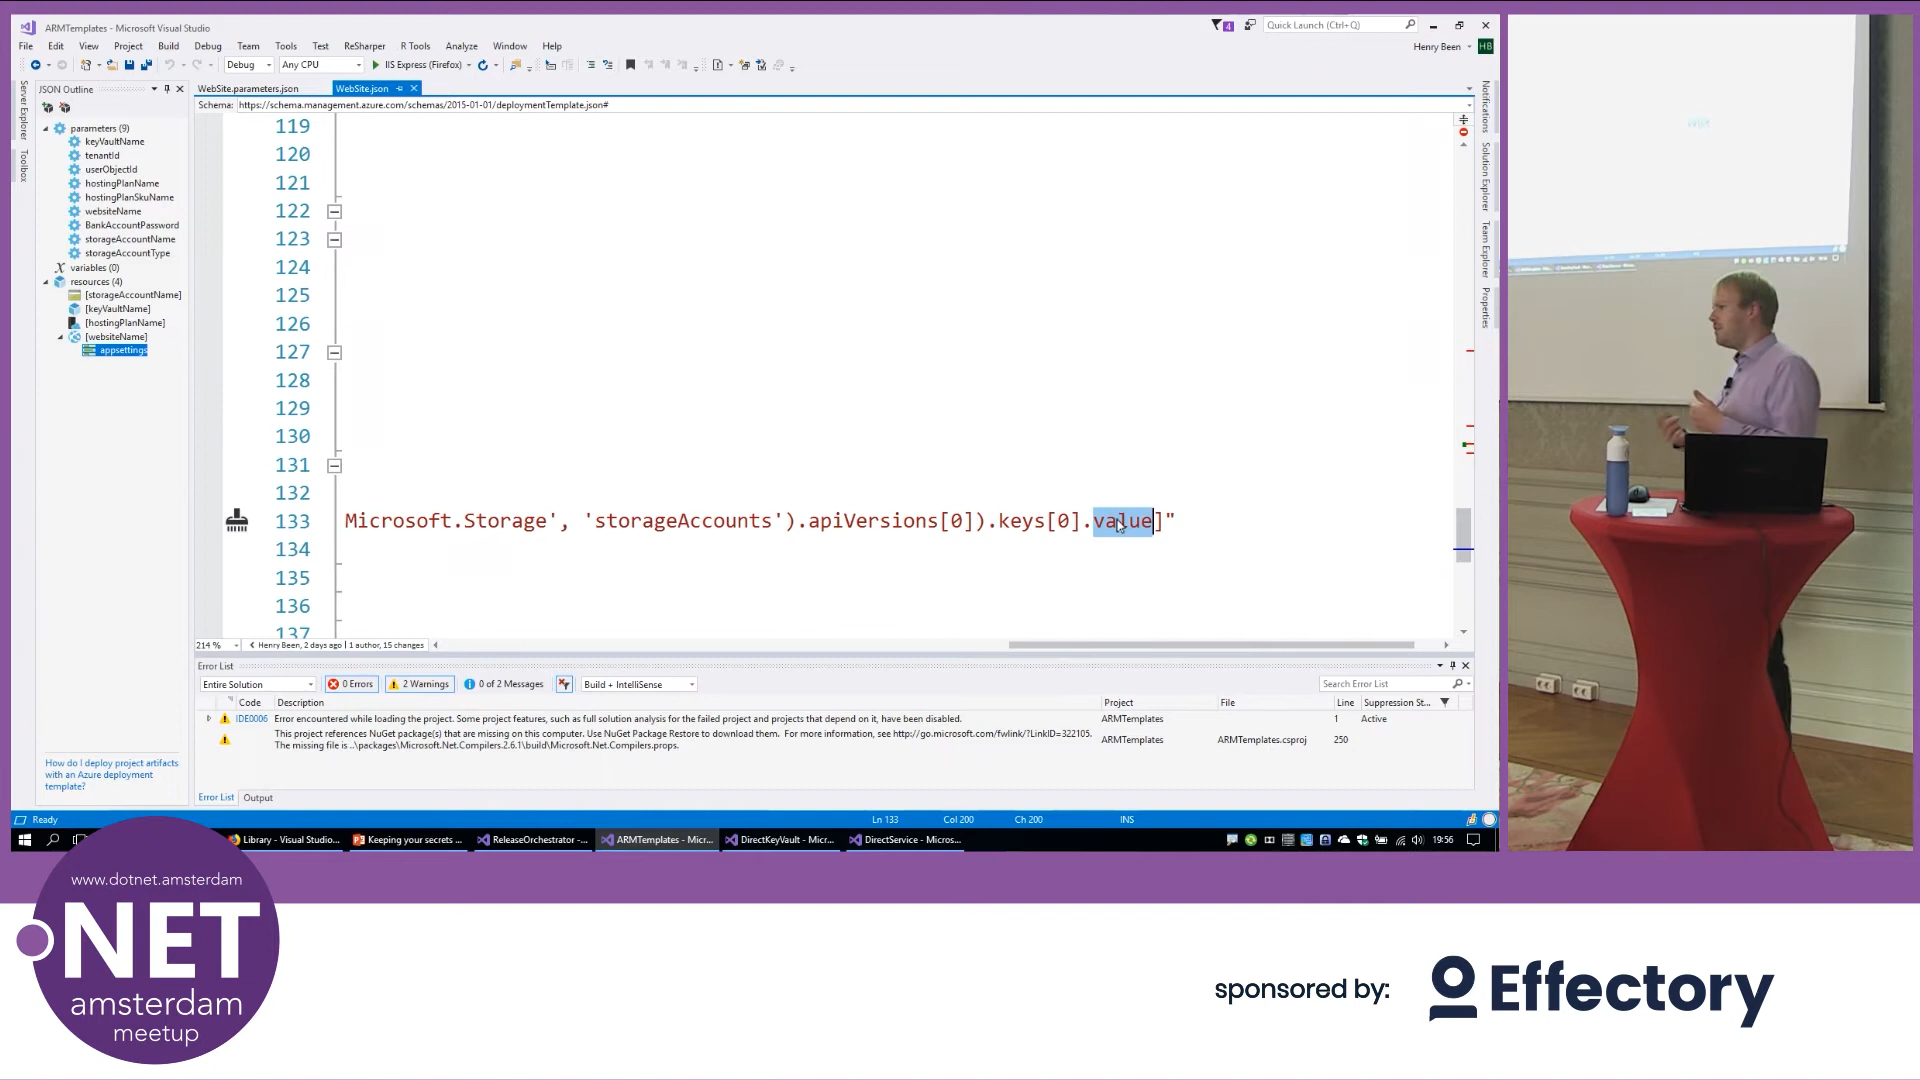 ARMTemplates - Microsoft Visual Studio
4
Quick Launch (Ctrl+Q)
File Edit View Project Build Debug Team Tools Test ReSharper R Tools Analyze Window Help
Henry Been
HB
Debug
Any CPU
IIS Express (Firefox)
Server Explorer
Toolbox
JSON Outline
parameters (9)
keyVaultName
tenantId
userObjectId
hostingPlanName
hostingPlanSkuName
websiteName
BankAccountPassword
storageAccountName
storageAccountType
variables (0)
resources (4)
[storageAccountName]
[keyVaultName]
[hostingPlanName]
[websiteName]
appsettings
How do I deploy project artifacts
with an Azure deployment
template?
WebSite.parameters.json
WebSite.json
Schema: https://schema.management.azure.com/schemas/2015-01-01/deploymentTemplate.json#
119
120
121
122
123
124
125
126
127
128
129
130
131
132
133 Microsoft.Storage', 'storageAccounts').apiVersions[0]).keys[0].value]"
134
135
136
137
214 %
Henry Been, 2 days ago | 1 author, 15 changes
Notifications
Solution Explorer
Team Explorer
Properties
Error List
Entire Solution
0 Errors
2 Warnings
0 of 2 Messages
Build + IntelliSense
Search Error List
Code Description Project File Line Suppression St...
IDE0006 Error encountered while loading the project. Some project features, such as full solution analysis for the failed project and projects that depend on it, have been disabled. ARMTemplates 1 Active
This project references NuGet package(s) that are missing on this computer. Use NuGet Package Restore to download them. For more information, see http://go.microsoft.com/fwlink/?LinkID=322105.
The missing file is ..\packages\Microsoft.Net.Compilers.2.6.1\build\Microsoft.Net.Compilers.props.
ARMTemplates ARMTemplates.csproj 250
Error List Output
Ready
Ln 133 Col 200 Ch 200 INS
Library - Visual Studio...
Keeping your secrets ...
ReleaseOrchestrator -...
ARMTemplates - Micr...
DirectKeyVault - Micr...
DirectService - Micros...
19:56
www.dotnet.amsterdam
.NET
amsterdam
meetup
sponsored by:
Effectory